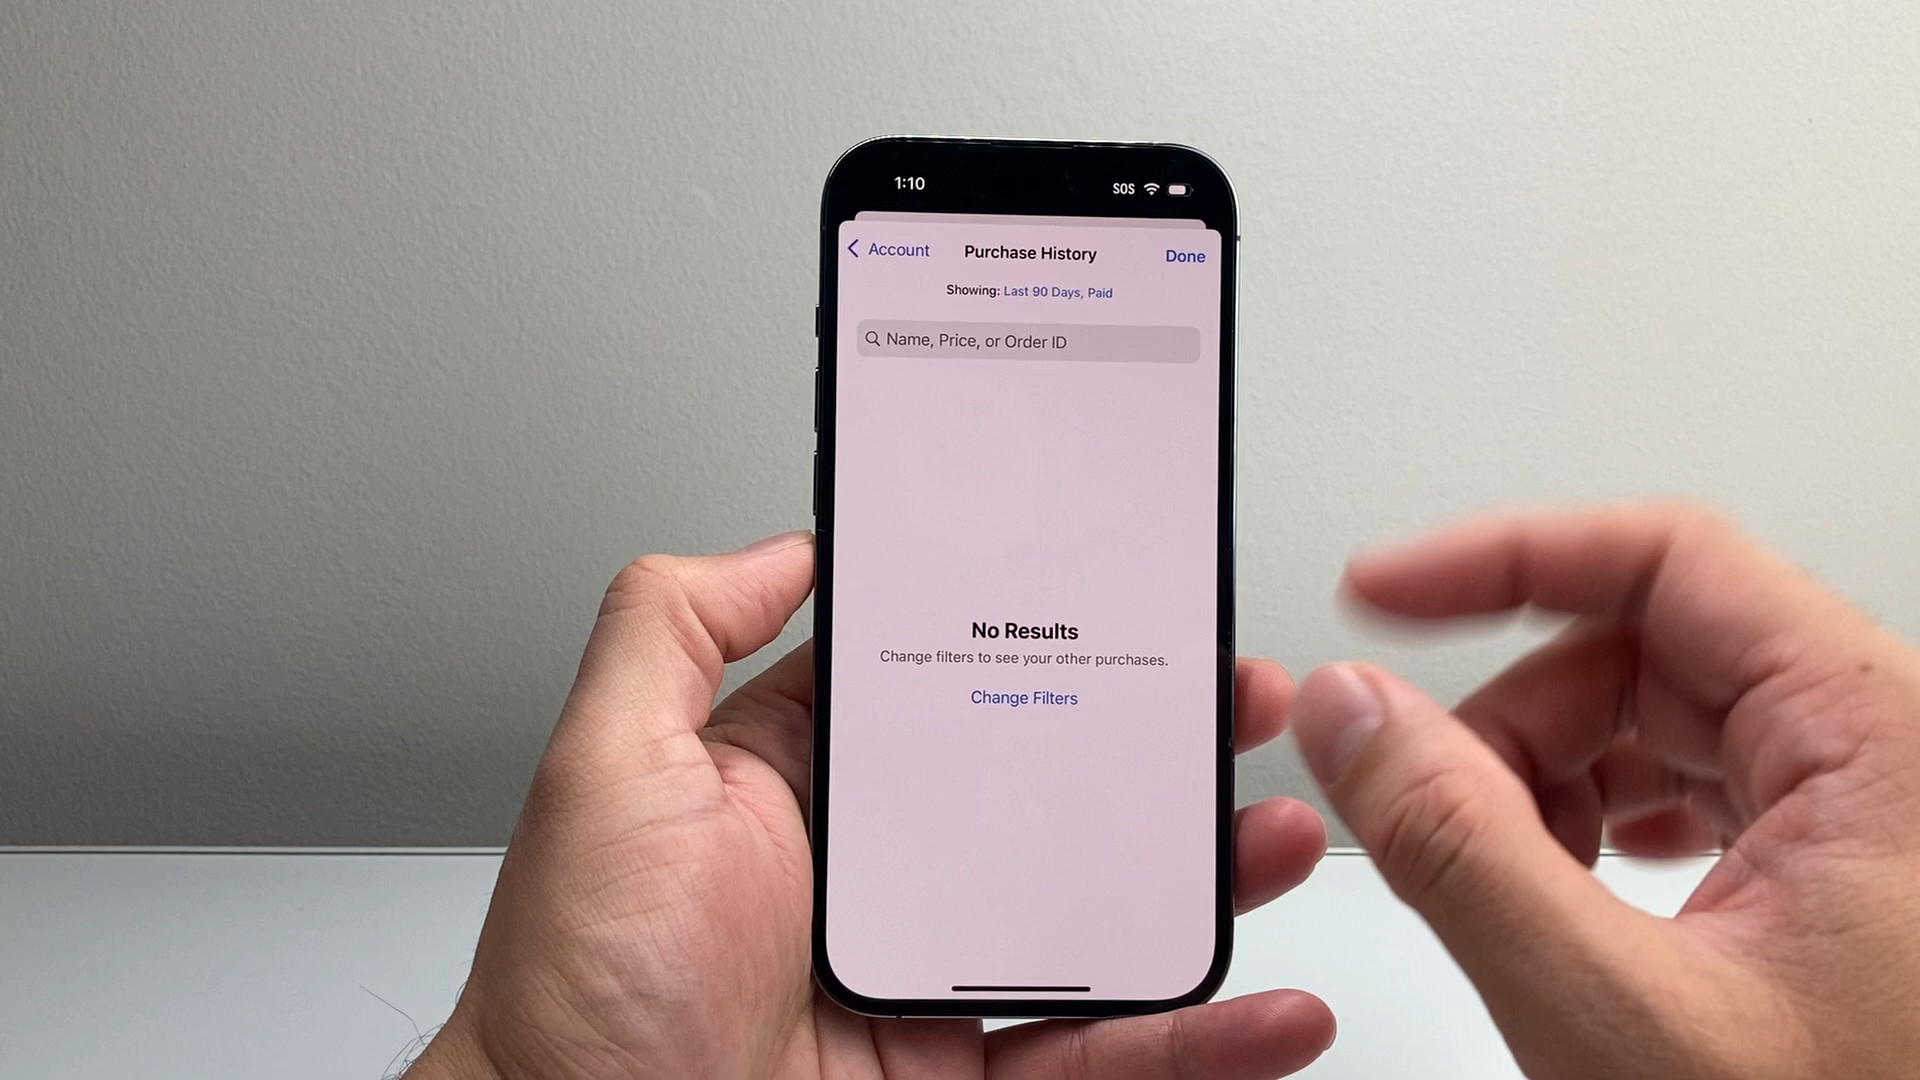 1:10
SOS
Account
Purchase History
Done
Showing: Last 90 Days, Paid
Name, Price, or Order ID
No Results
Change filters to see your other purchases.
Change Filters